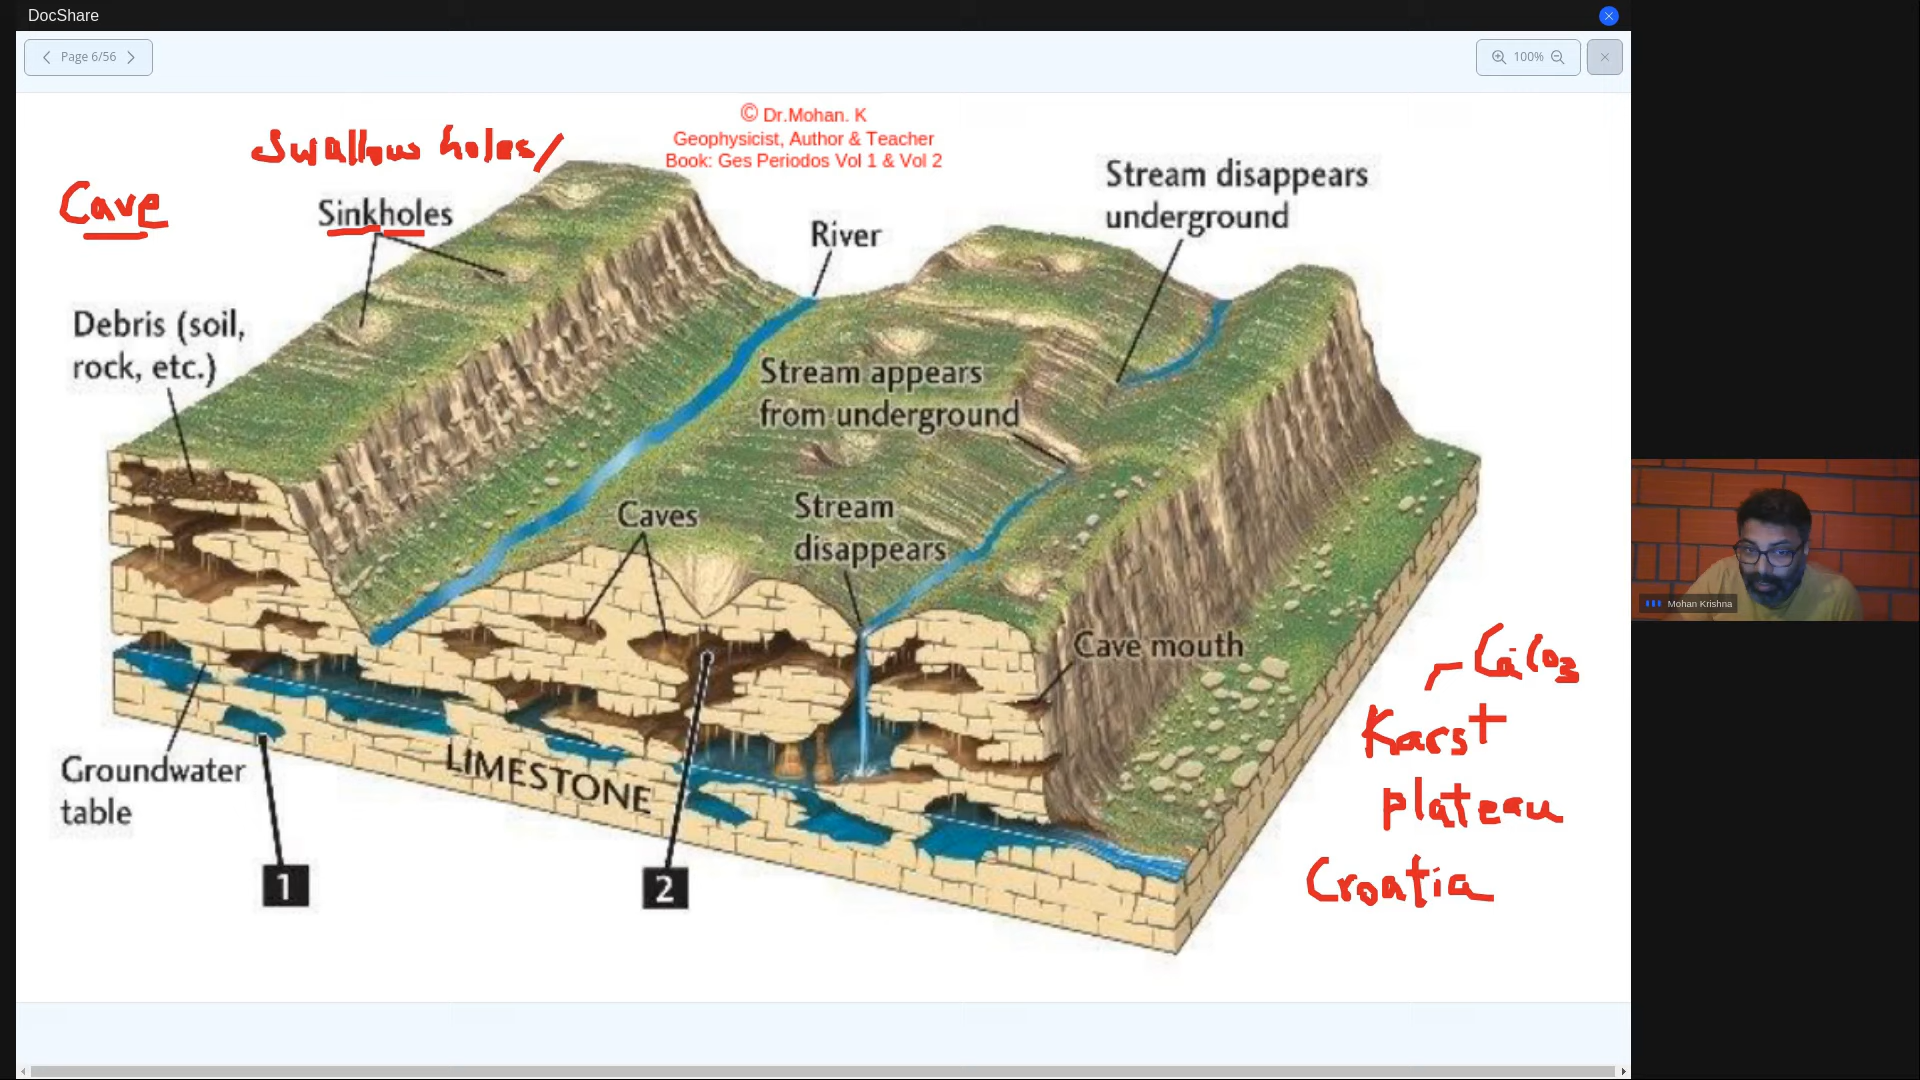 DocShare
Page 6/56
100%
© Dr.Mohan. K
Geophysicist, Author & Teacher
Book: Ges Periodos Vol 1 & Vol 2
Swallow holes/
Cave
Sinkholes
Stream disappears
underground
River
Debris (soil,
rock, etc.)
Stream appears
from underground
Caves
Stream
disappears
Cave mouth
Mohan Krishna
CaCO3
Karst
plateau
Croatia
LIMESTONE
Groundwater
table
1
2